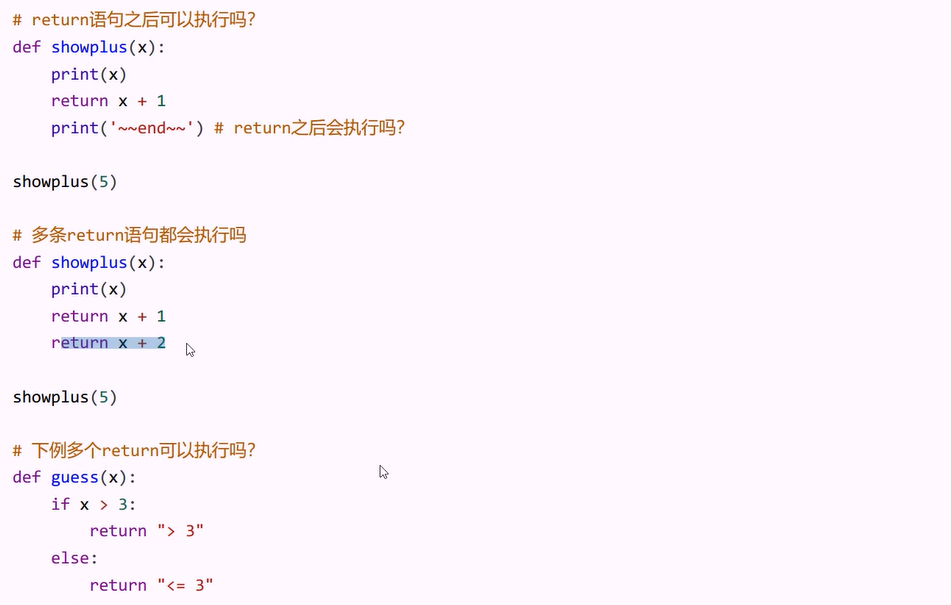 # return语句之后可以执行吗?
def showplus(x):
    print(x)
    return x + 1
    print('~~end~~') # return之后会执行吗?
showplus(5)
# 多条return语句都会执行吗
def showplus(x):
    print(x)
    return x + 1
    return x + 2
showplus(5)
# 下例多个return可以执行吗?
def guess(x):
    if x > 3:
        return "> 3"
    else:
        return "<= 3"